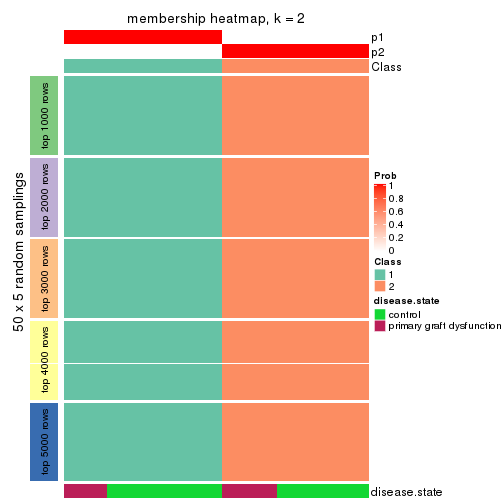 membership heatmap, k = 2
p1
p2
Class
50 x 5 random samplings
top 1000 rows
top 2000 rows
top 3000 rows
top 4000 rows
top 5000 rows
Prob
1
0.8
0.6
0.4
0.2
0
Class
1
2
disease.state
control
primary graft dysfunction
disease.state